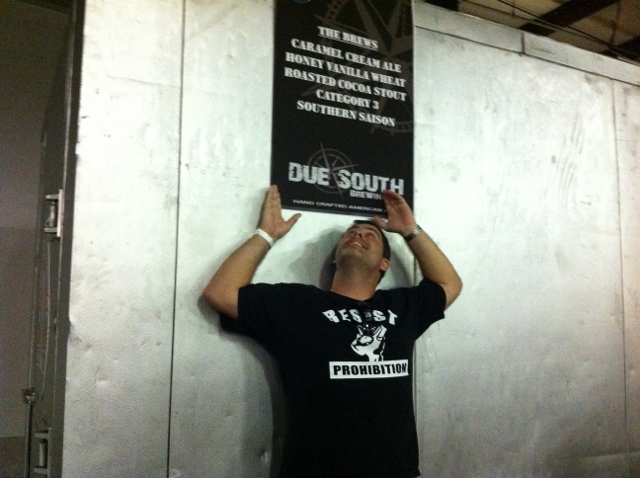 THE BREWS
CARAMEL CREAM ALE
HONEY VANILLA WHEAT
ROASTED COCOA STOUT
CATEGORY 3
SOUTHERN SAISON
DUE SOUTH
BREWING
HAND CRAFTED AMERICAN
RESIST
PROHIBITION